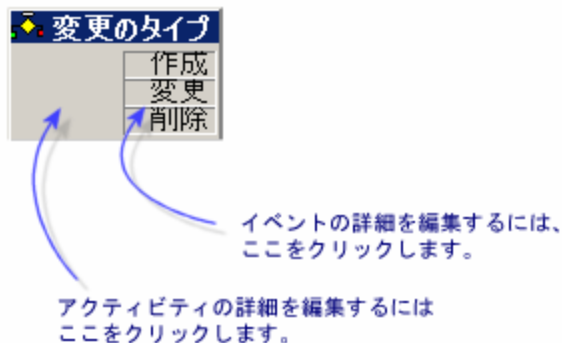 変更のタイプ
作成
変更
削除
イベントの詳細を編集するには、
ここをクリックします。
アクティビティの詳細を編集するには
ここをクリックします。